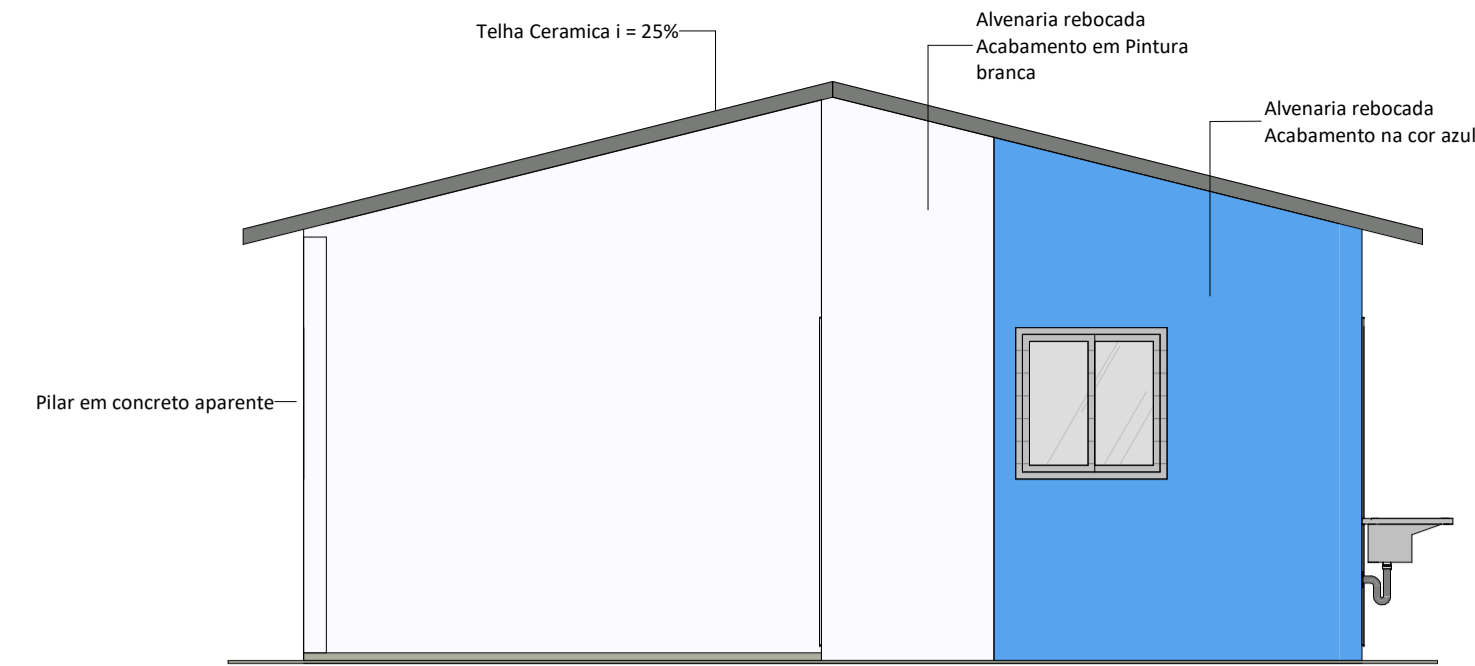 Telha Ceramica i = 25%
Alvenaria rebocada
Acabamento em Pintura
branca
Alvenaria rebocada
Acabamento na cor azul
Pilar em concreto aparente